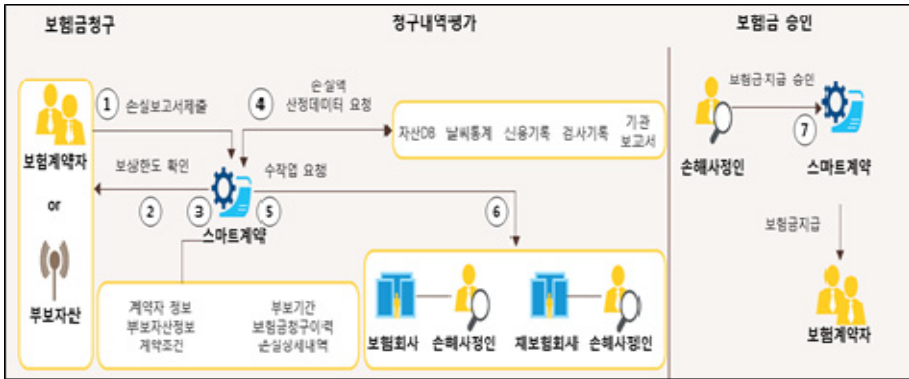 보험금청구
청구내역평가
보험금 승인
① 손실보고서제출
④ 손실액
산정데이터 요청
자산DB 날씨통계 신용기록 검사기록 기관
보고서
보험계약자
or
부보자산
보상한도 확인
수작업 요청
② ③ ⑤ ⑥
스마트계약
계약자 정보
부보자산정보
계약조건
부보기간
보험금청구이력
손실상세내역
보험회사 손해사정인 재보험회사 손해사정인
보험금지급 승인
⑦
손해사정인 스마트계약
보험금지급
보험계약자